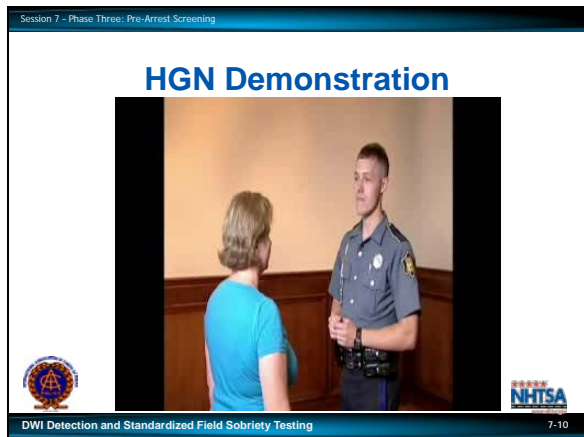 Session 7 - Phase Three: Pre-Arrest Screening
HGN Demonstration
NHTSA
DWI Detection and Standardized Field Sobriety Testing
7-10